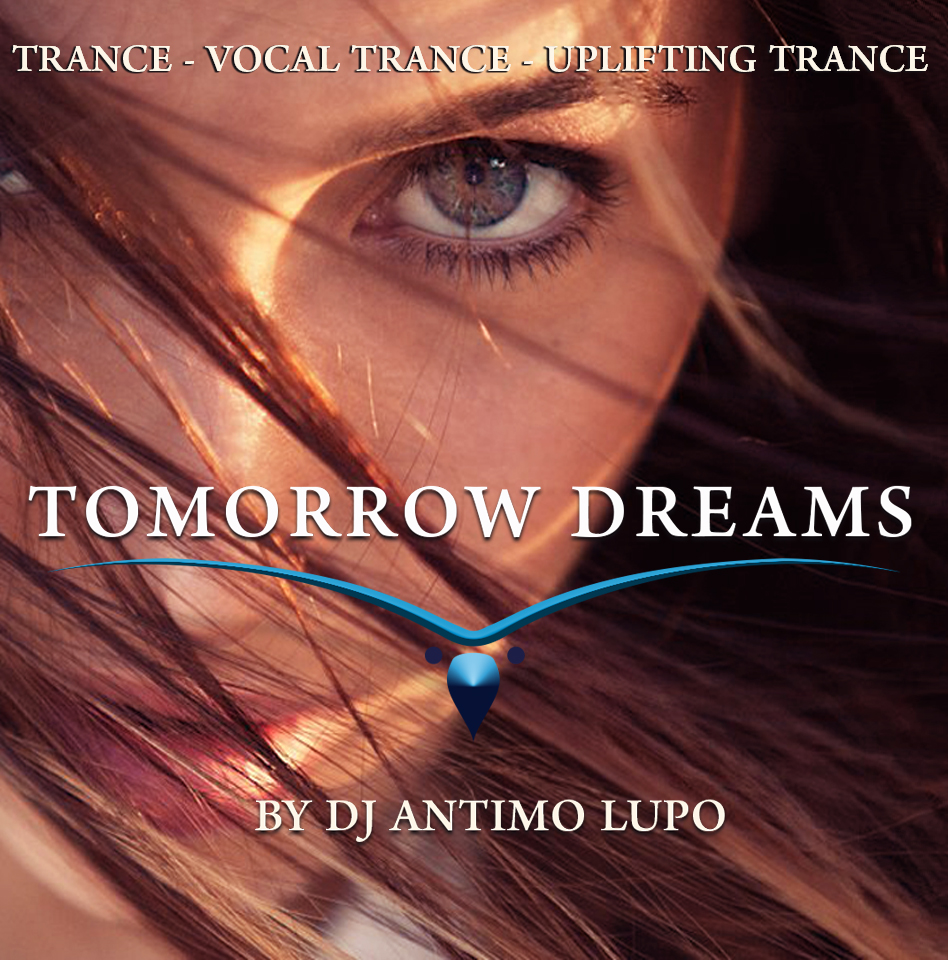 TRANCE - VOCAL TRANCE - UPLIFTING TRANCE
TOMORROW DREAMS
BY DJ ANTIMO LUPO